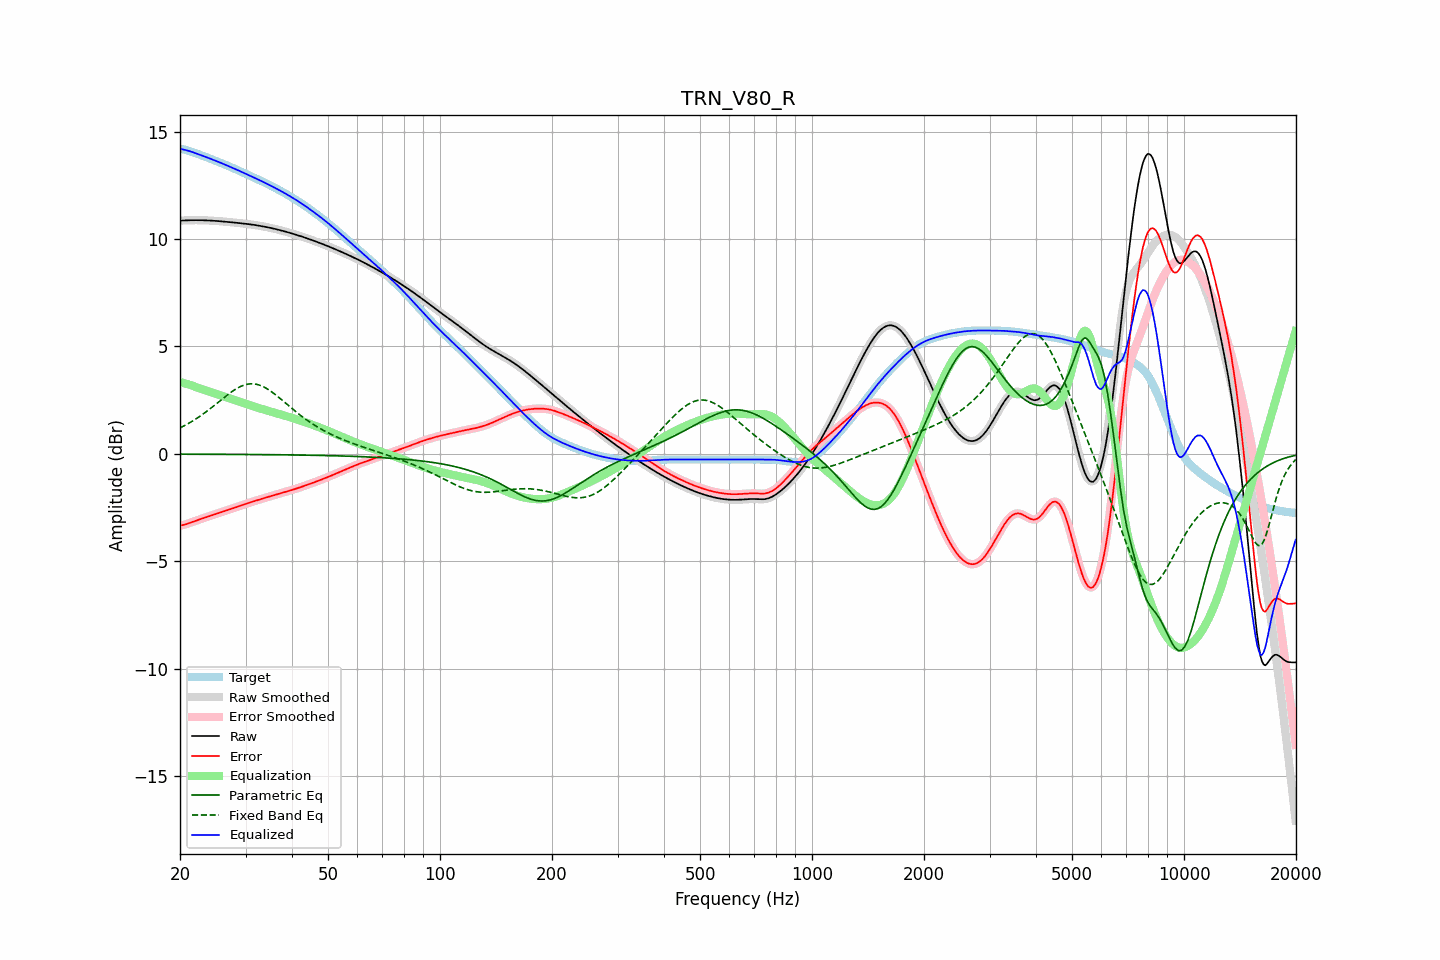 TRN_V80_R
Amplitude (dBr)
15
10
5
0
−5
−10
−15
Target
Raw Smoothed
Error Smoothed
Raw
Error
Equalization
Parametric Eq
Fixed Band Eq
Equalized
20 50 100 200 500 1000 2000 5000 10000 20000
Frequency (Hz)